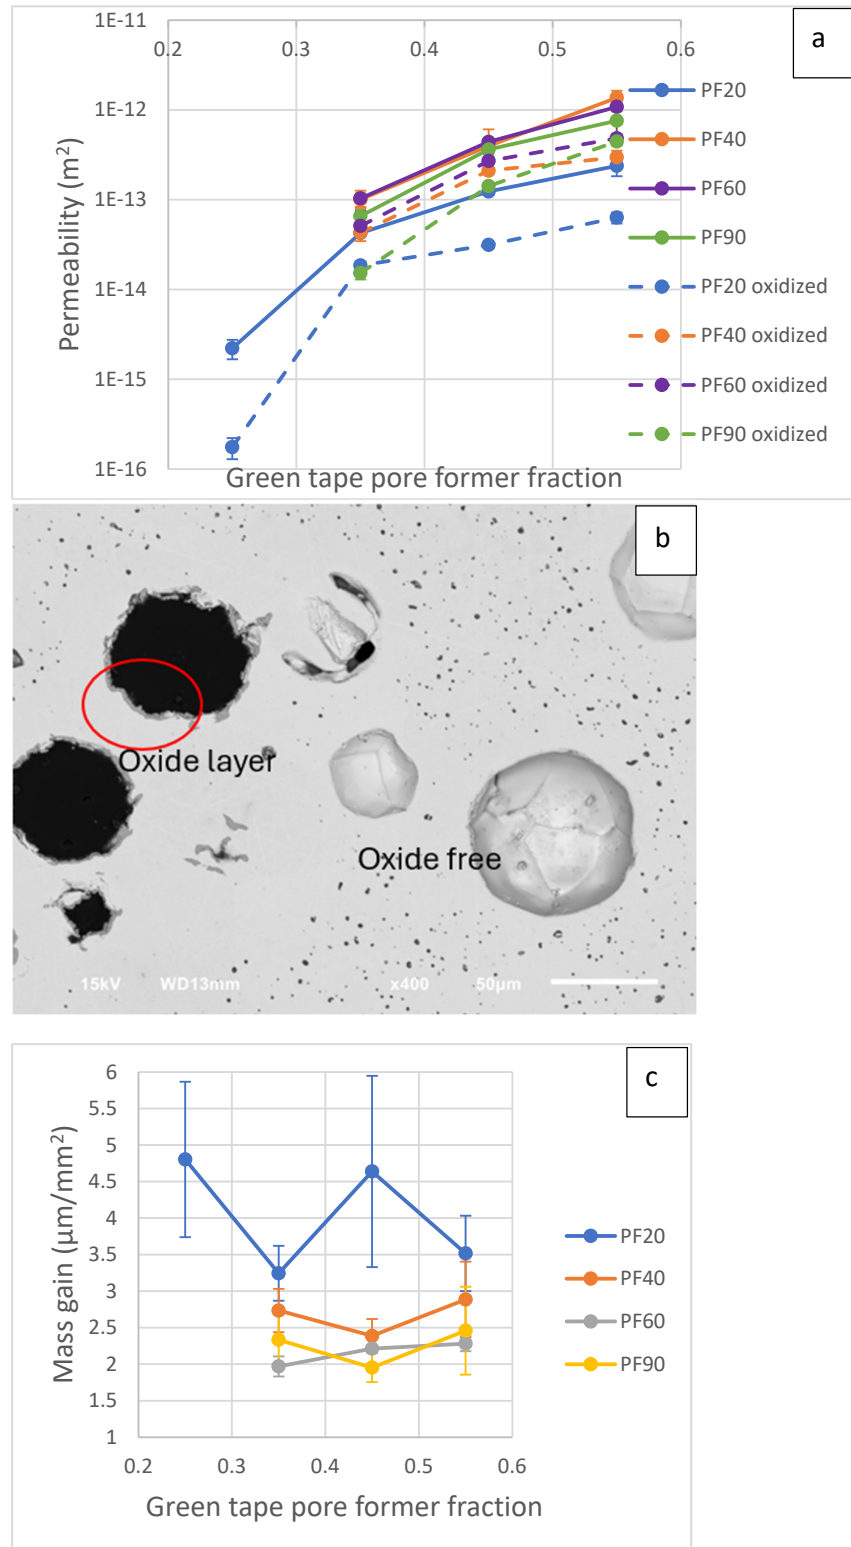 a
1E-11
0.2 0.3 0.4 0.5 0.6
1E-12
1E-13
1E-14
1E-15
1E-16
Permeability (m²)
Green tape pore former fraction
PF20
PF40
PF60
PF90
PF20 oxidized
PF40 oxidized
PF60 oxidized
PF90 oxidized
b
Oxide layer
Oxide free
15kV WD13mm x400 50µm
c
6
5.5
5
4.5
4
3.5
3
2.5
2
1.5
1
0.2 0.3 0.4 0.5 0.6
Mass gain (µm/mm²)
Green tape pore former fraction
PF20
PF40
PF60
PF90